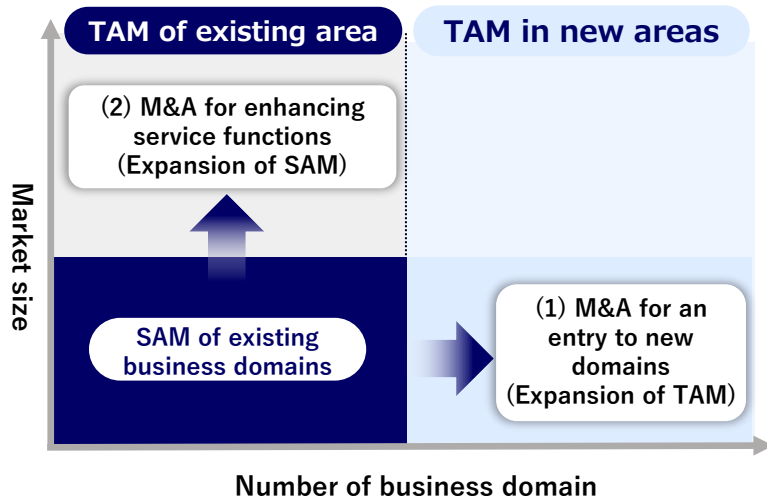 TAM of existing area
TAM in new areas
(2) M&A for enhancing
service functions
(Expansion of SAM)
Market size
SAM of existing
business domains
(1) M&A for an
entry to new
domains
(Expansion of TAM)
Number of business domain